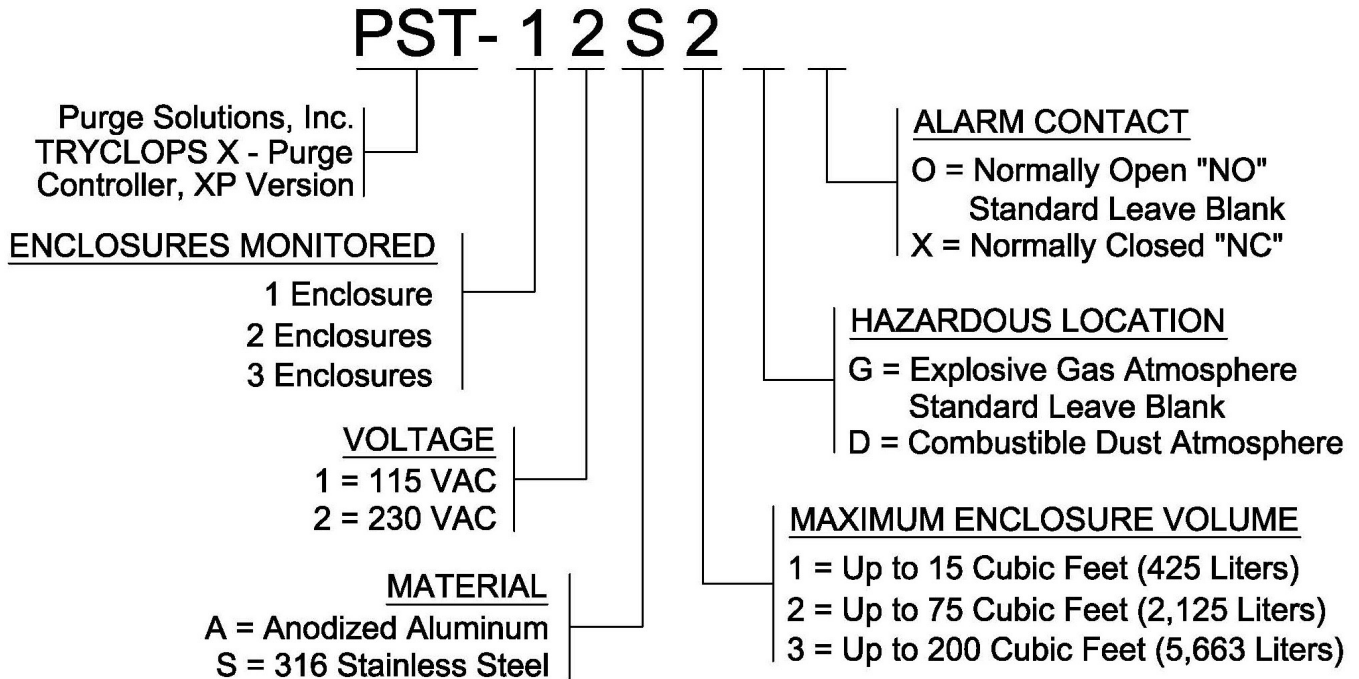 PST-12S2
Purge Solutions, Inc.
TRYCLOPS X - Purge
Controller, XP Version
ENCLOSURES MONITORED
1 Enclosure
2 Enclosures
3 Enclosures
VOLTAGE
1 = 115 VAC
2 = 230 VAC
MATERIAL
A = Anodized Aluminum
S = 316 Stainless Steel
ALARM CONTACT
O = Normally Open "NO"
Standard Leave Blank
X = Normally Closed "NC"
HAZARDOUS LOCATION
G = Explosive Gas Atmosphere
Standard Leave Blank
D = Combustible Dust Atmosphere
MAXIMUM ENCLOSURE VOLUME
1 = Up to 15 Cubic Feet (425 Liters)
2 = Up to 75 Cubic Feet (2,125 Liters)
3 = Up to 200 Cubic Feet (5,663 Liters)